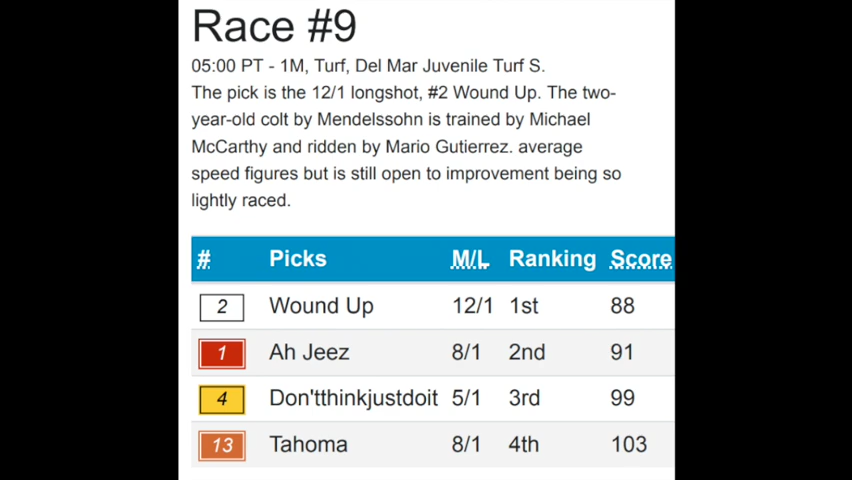 Race #9
05:00 PT - 1M, Turf, Del Mar Juvenile Turf S.
The pick is the 12/1 longshot, #2 Wound Up. The two-
year-old colt by Mendelssohn is trained by Michael
McCarthy and ridden by Mario Gutierrez. average
speed figures but is still open to improvement being so
lightly raced.
# Picks M/L Ranking Score
2 Wound Up 12/1 1st 88
1 Ah Jeez 8/1 2nd 91
4 Don'tthinkjustdoit 5/1 3rd 99
13 Tahoma 8/1 4th 103